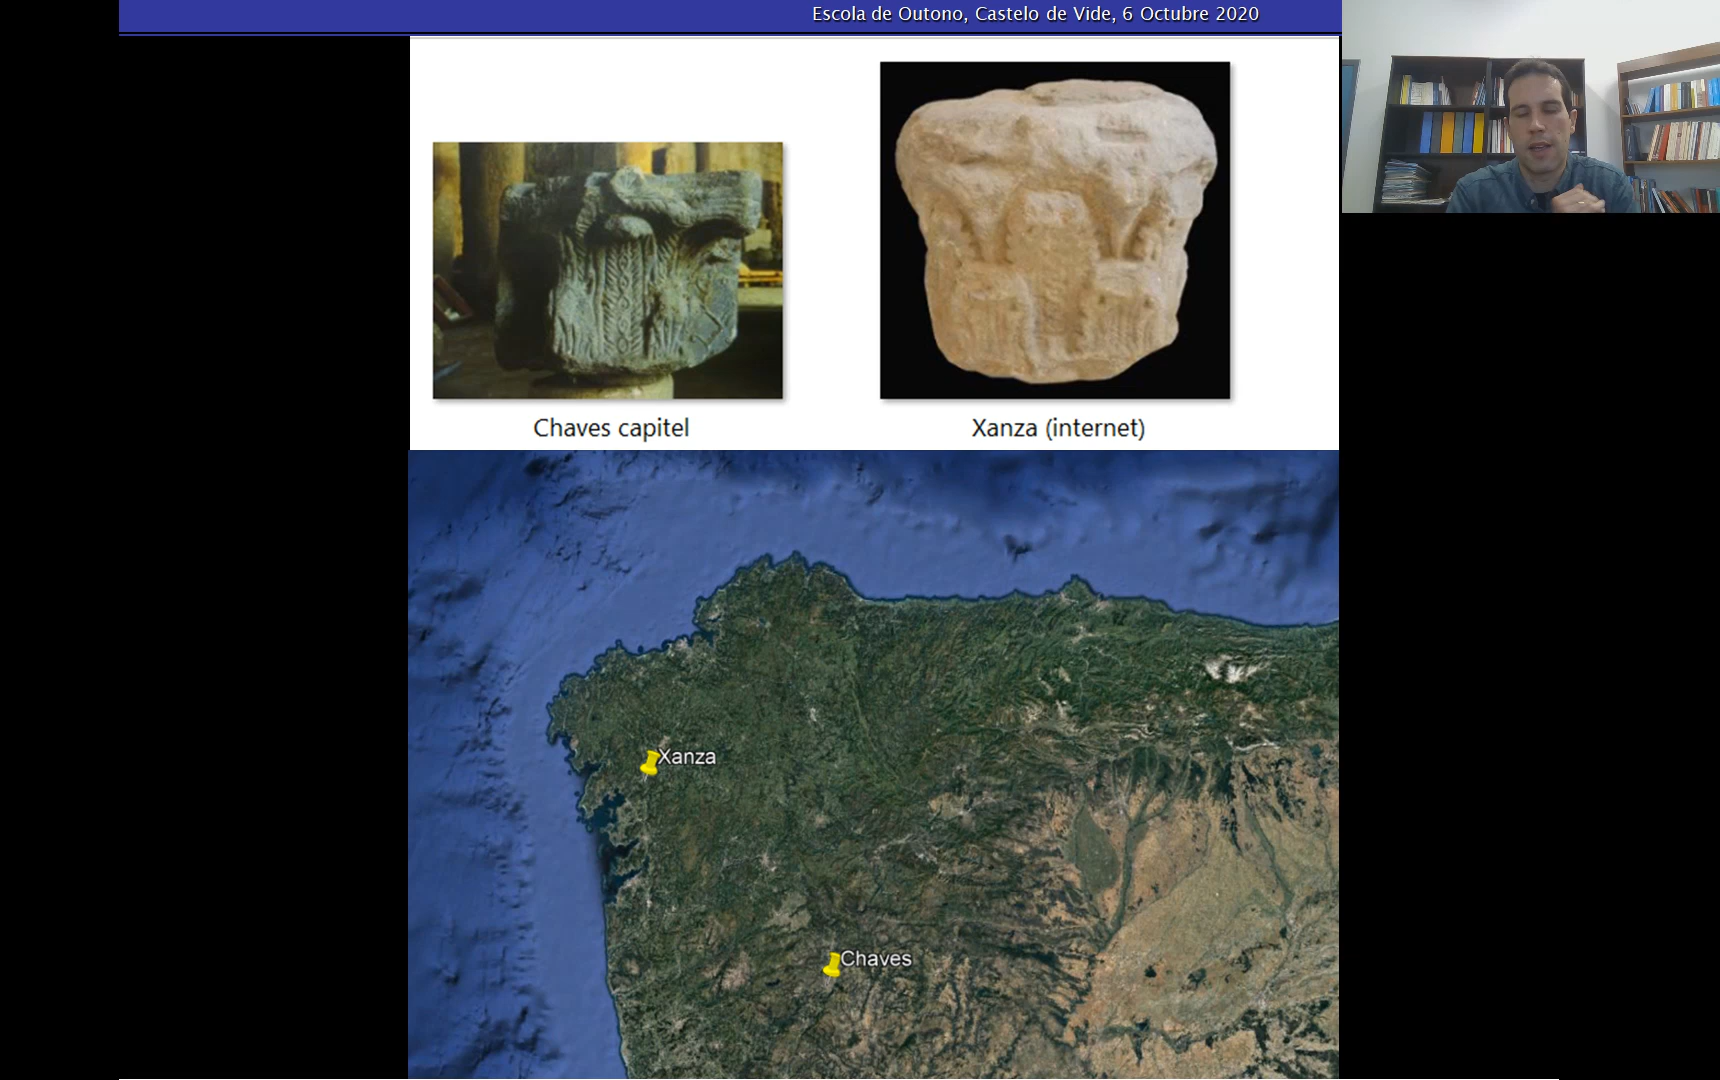 Escola de Outono, Castelo de Vide, 6 Octubre 2020
Chaves capitel
Xanza (internet)
Xanza
Chaves